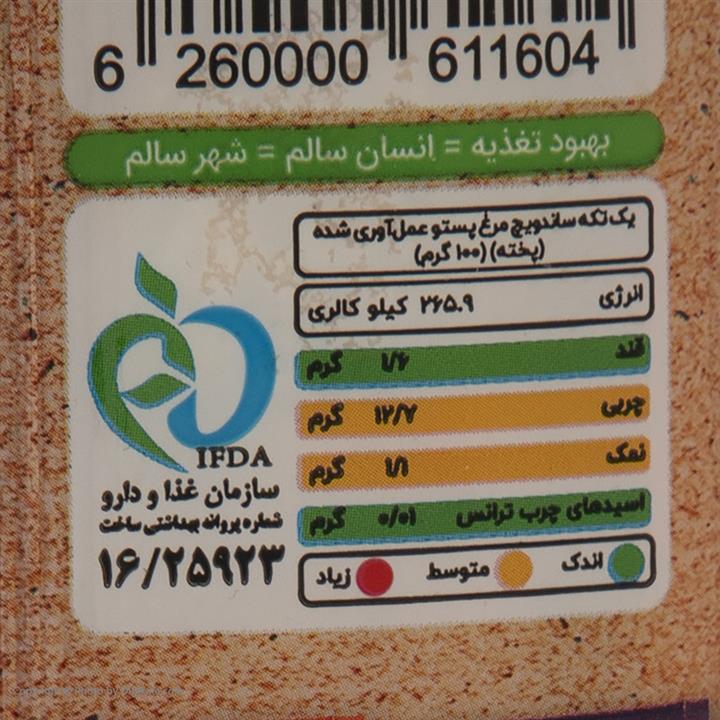 6 260000 611604
بهبود تغذیه = انسان سالم = شهر سالم
یک تکه ساندویچ مرغ پستو عمل‌آوری شده
(پخته) (۱۰۰ گرم)
انرژی ۲۶۵.۹ کیلو کالری
قند ۱/۶ گرم
چربی ۱۲/۷ گرم
نمک ۱/۱ گرم
اسیدهای چرب ترانس ۰/۰۱ گرم
اندک متوسط زیاد
IFDA
سازمان غذا و دارو
شماره پروانه بهداشتی ساخت
۱۶/۲۵۹۲۳